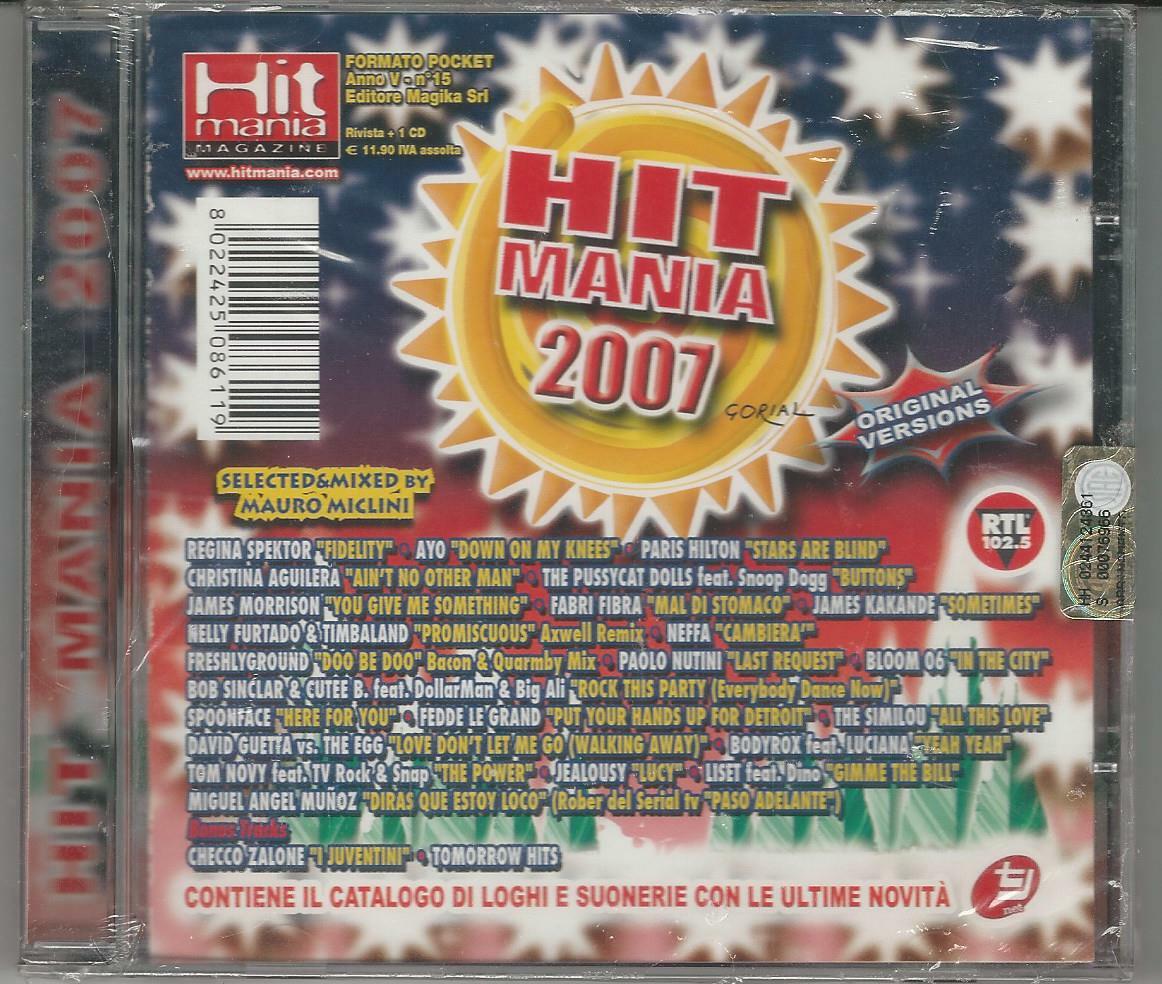 HIT MANIA 2007
Hit
mania
MAGAZINE
www.hitmania.com
FORMATO POCKET
Anno V - n°15
Editore Magika Srl
Rivista + 1 CD
€ 11.90 IVA assolta
8022425086119
HIT
MANIA
2007
GORIAL
ORIGINAL
VERSIONS
SELECTED&MIXED BY
MAURO MICLINI
RTL
102.5
REGINA SPEKTOR "FIDELITY" • AYO "DOWN ON MY KNEES" • PARIS HILTON "STARS ARE BLIND"
CHRISTINA AGUILERA "AIN'T NO OTHER MAN" • THE PUSSYCAT DOLLS feat. Snoop Dogg "BUTTONS"
JAMES MORRISON "YOU GIVE ME SOMETHING" • FABRI FIBRA "MAL DI STOMACO" • JAMES KAKANDE "SOMETIMES"
NELLY FURTADO & TIMBALAND "PROMISCUOUS" Axwell Remix • NEFFA "CAMBIERA'"
FRESHLYGROUND "DOO BE DOO" Bacon & Quarmby Mix • PAOLO NUTINI "LAST REQUEST" • BLOOM 06 "IN THE CITY"
BOB SINCLAR & CUTEE B. feat. DollarMan & Big Ali "ROCK THIS PARTY (Everybody Dance Now)"
SPOONFACE "HERE FOR YOU" • FEDDE LE GRAND "PUT YOUR HANDS UP FOR DETROIT" • THE SIMILOU "ALL THIS LOVE"
DAVID GUETTA vs. THE EGG "LOVE DON'T LET ME GO (WALKING AWAY)" • BODYROX feat. LUCIANA "YEAH YEAH"
TOM NOVY feat. TV Rock & Snap "THE POWER" • JEALOUSY "LUCY" • LISET feat. Dino "GIMME THE BILL"
MIGUEL ANGEL MUÑOZ "DIRAS QUE ESTOY LOCO" (Rober del Serial tv "PASO ADELANTE")
Bonus Tracks
CHECCO ZALONE "I JUVENTINI" • TOMORROW HITS
CONTIENE IL CATALOGO DI LOGHI E SUONERIE CON LE ULTIME NOVITÀ
net